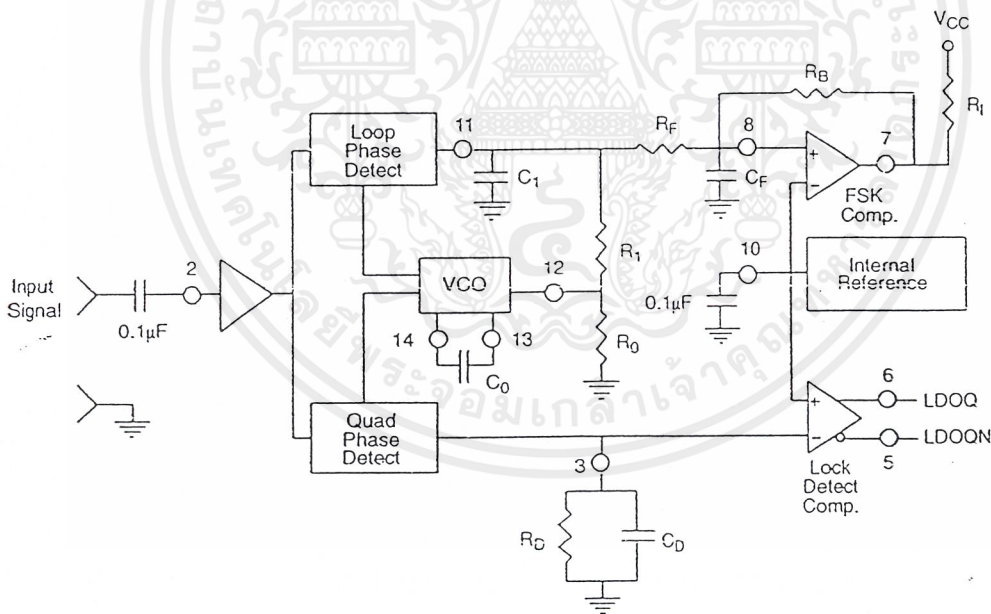 VCC
RB
RL
Loop
Phase
Detect
11
RF
8
7
C1
CF
+
−
FSK
Comp.
R1
10
Internal
Reference
0.1µF
Input
Signal
2
0.1µF
VCO
12
14
13
C0
R0
Quad
Phase
Detect
3
+
−
6
LDOQ
LDOQN
5
Lock
Detect
Comp.
RD
CD